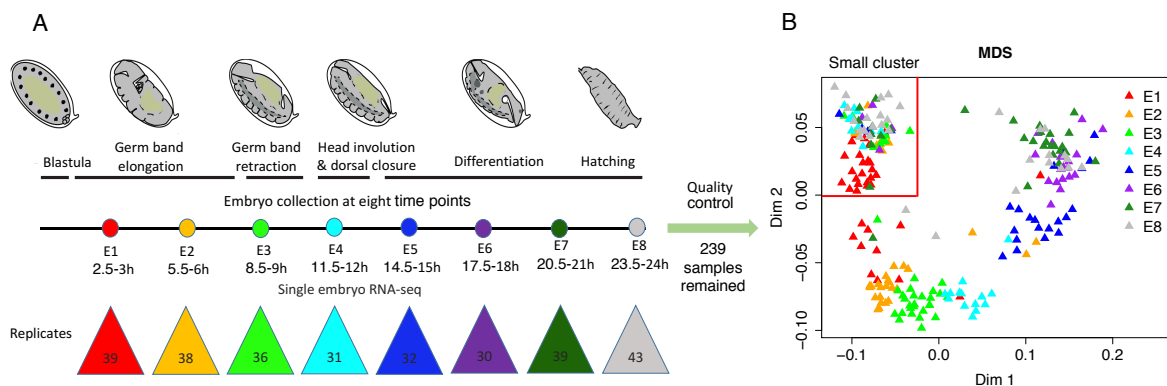 A
Blastula
Germ band
elongation
Germ band
retraction
Head involution
& dorsal closure
Differentiation
Hatching
Embryo collection at eight time points
E1
E2
E3
E4
E5
E6
E7
E8
2.5-3h
5.5-6h
8.5-9h
11.5-12h
14.5-15h
17.5-18h
20.5-21h
23.5-24h
Single embryo RNA-seq
Replicates
39
38
36
31
32
30
39
43
Quality
control
239
samples
remained
B
MDS
Small cluster
Dim 2
0.05
0.00
−0.05
−0.10
−0.1
0.0
0.1
0.2
Dim 1
E1
E2
E3
E4
E5
E6
E7
E8